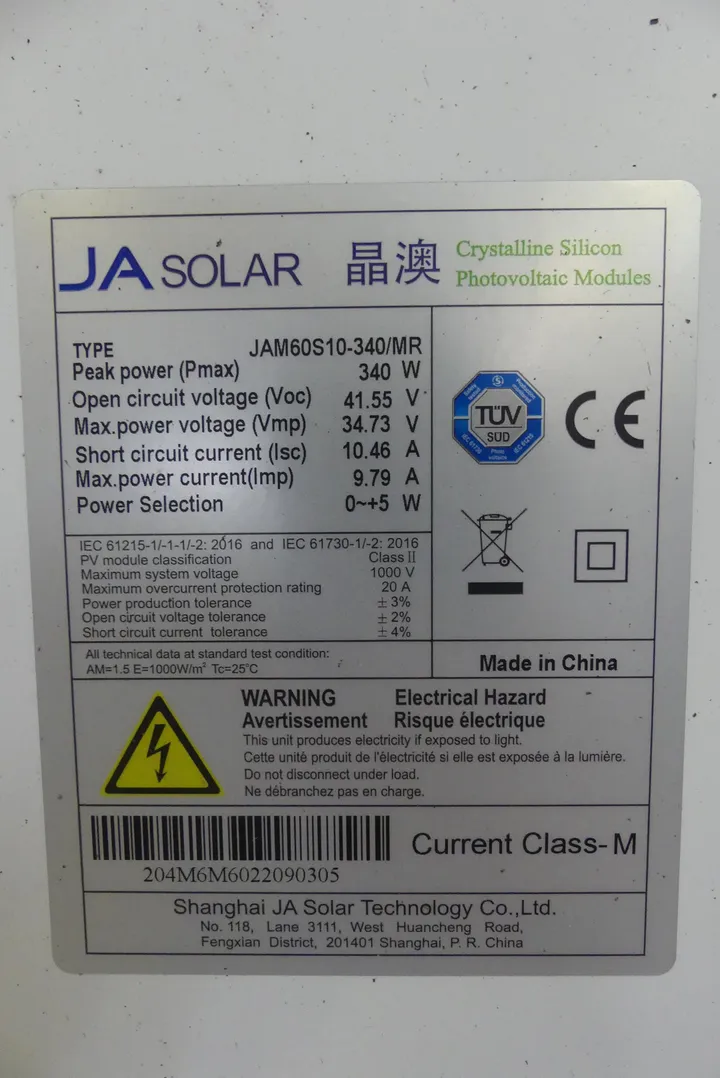 JA SOLAR 晶澳 Crystalline Silicon
Photovoltaic Modules
TYPE JAM60S10-340/MR
Peak power (Pmax) 340 W
Open circuit voltage (Voc) 41.55 V
Max.power voltage (Vmp) 34.73 V
Short circuit current (Isc) 10.46 A
Max.power current(Imp) 9.79 A
Power Selection 0~+5 W
TÜV
SÜD
IEC 61730
IEC 61215
CE
IEC 61215-1/-1-1/-2: 2016 and IEC 61730-1/-2: 2016
PV module classification Class II
Maximum system voltage 1000 V
Maximum overcurrent protection rating 20 A
Power production tolerance ±3%
Open circuit voltage tolerance ±2%
Short circuit current tolerance ±4%
All technical data at standard test condition:
AM=1.5 E=1000W/m² Tc=25°C
Made in China
WARNING Electrical Hazard
Avertissement Risque électrique
This unit produces electricity if exposed to light.
Cette unité produit de l'électricité si elle est exposée à la lumière.
Do not disconnect under load.
Ne débranchez pas en charge.
204M6M6022090305
Current Class-M
Shanghai JA Solar Technology Co.,Ltd.
No. 118, Lane 3111, West Huancheng Road,
Fengxian District, 201401 Shanghai, P. R. China